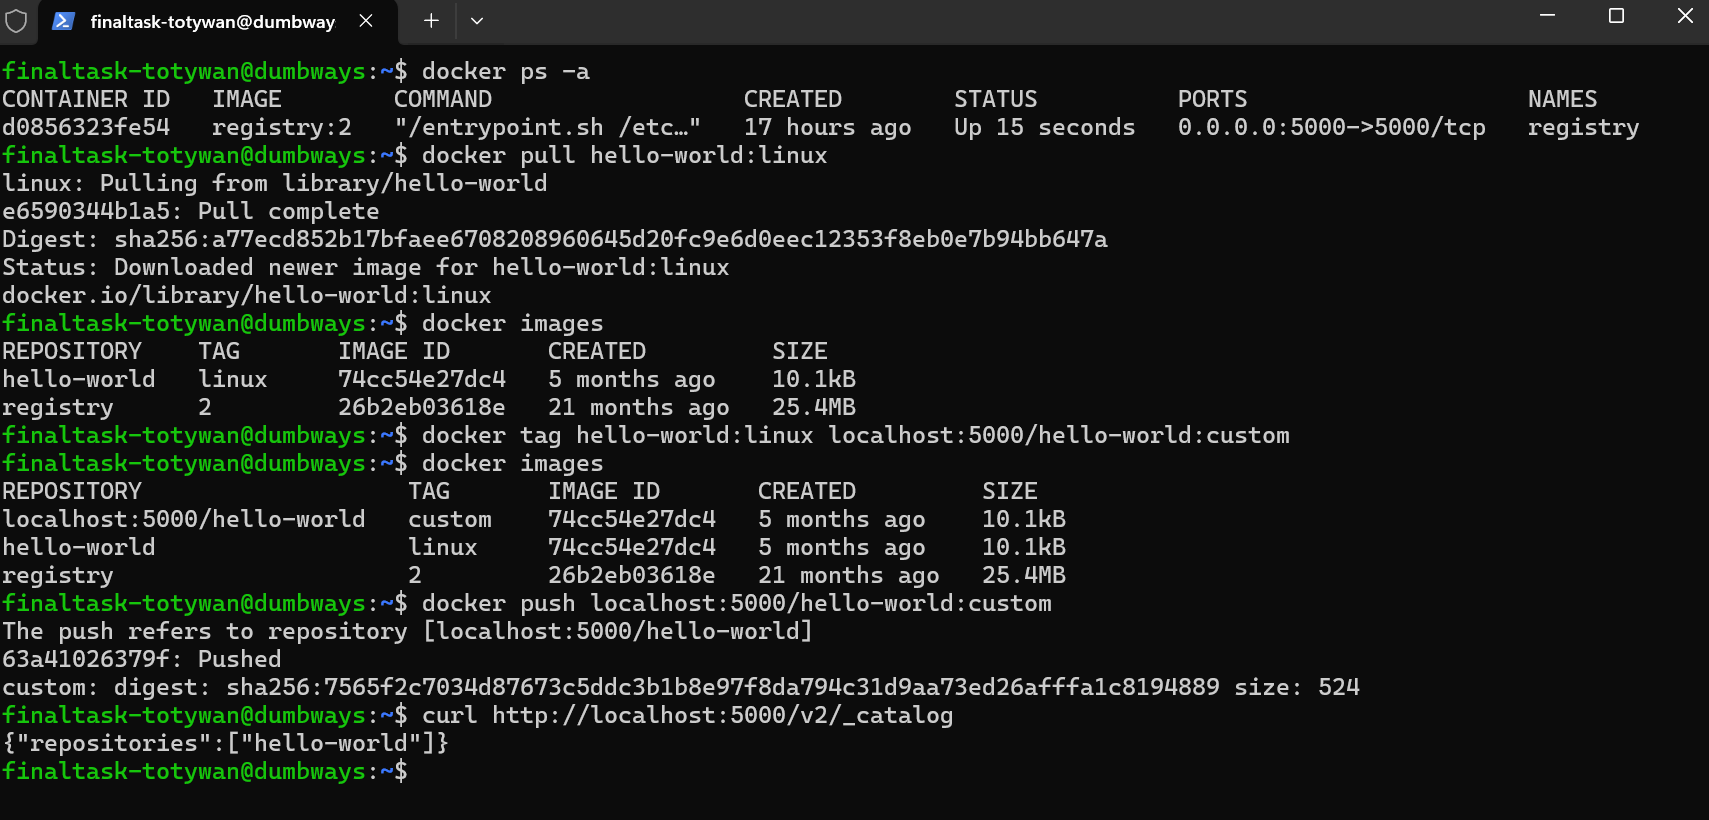 finaltask-totywan@dumbway
finaltask-totywan@dumbways:~$ docker ps -a
CONTAINER ID   IMAGE        COMMAND                  CREATED        STATUS          PORTS                    NAMES
d0856323fe54   registry:2   "/entrypoint.sh /etc…"   17 hours ago   Up 15 seconds   0.0.0.0:5000->5000/tcp   registry
finaltask-totywan@dumbways:~$ docker pull hello-world:linux
linux: Pulling from library/hello-world
e6590344b1a5: Pull complete
Digest: sha256:a77ecd852b17bfaee6708208960645d20fc9e6d0eec12353f8eb0e7b94bb647a
Status: Downloaded newer image for hello-world:linux
docker.io/library/hello-world:linux
finaltask-totywan@dumbways:~$ docker images
REPOSITORY    TAG       IMAGE ID       CREATED         SIZE
hello-world   linux     74cc54e27dc4   5 months ago    10.1kB
registry      2         26b2eb03618e   21 months ago   25.4MB
finaltask-totywan@dumbways:~$ docker tag hello-world:linux localhost:5000/hello-world:custom
finaltask-totywan@dumbways:~$ docker images
REPOSITORY                   TAG       IMAGE ID       CREATED         SIZE
localhost:5000/hello-world   custom    74cc54e27dc4   5 months ago    10.1kB
hello-world                  linux     74cc54e27dc4   5 months ago    10.1kB
registry                     2         26b2eb03618e   21 months ago   25.4MB
finaltask-totywan@dumbways:~$ docker push localhost:5000/hello-world:custom
The push refers to repository [localhost:5000/hello-world]
63a41026379f: Pushed
custom: digest: sha256:7565f2c7034d87673c5ddc3b1b8e97f8da794c31d9aa73ed26afffa1c8194889 size: 524
finaltask-totywan@dumbways:~$ curl http://localhost:5000/v2/_catalog
{"repositories":["hello-world"]}
finaltask-totywan@dumbways:~$